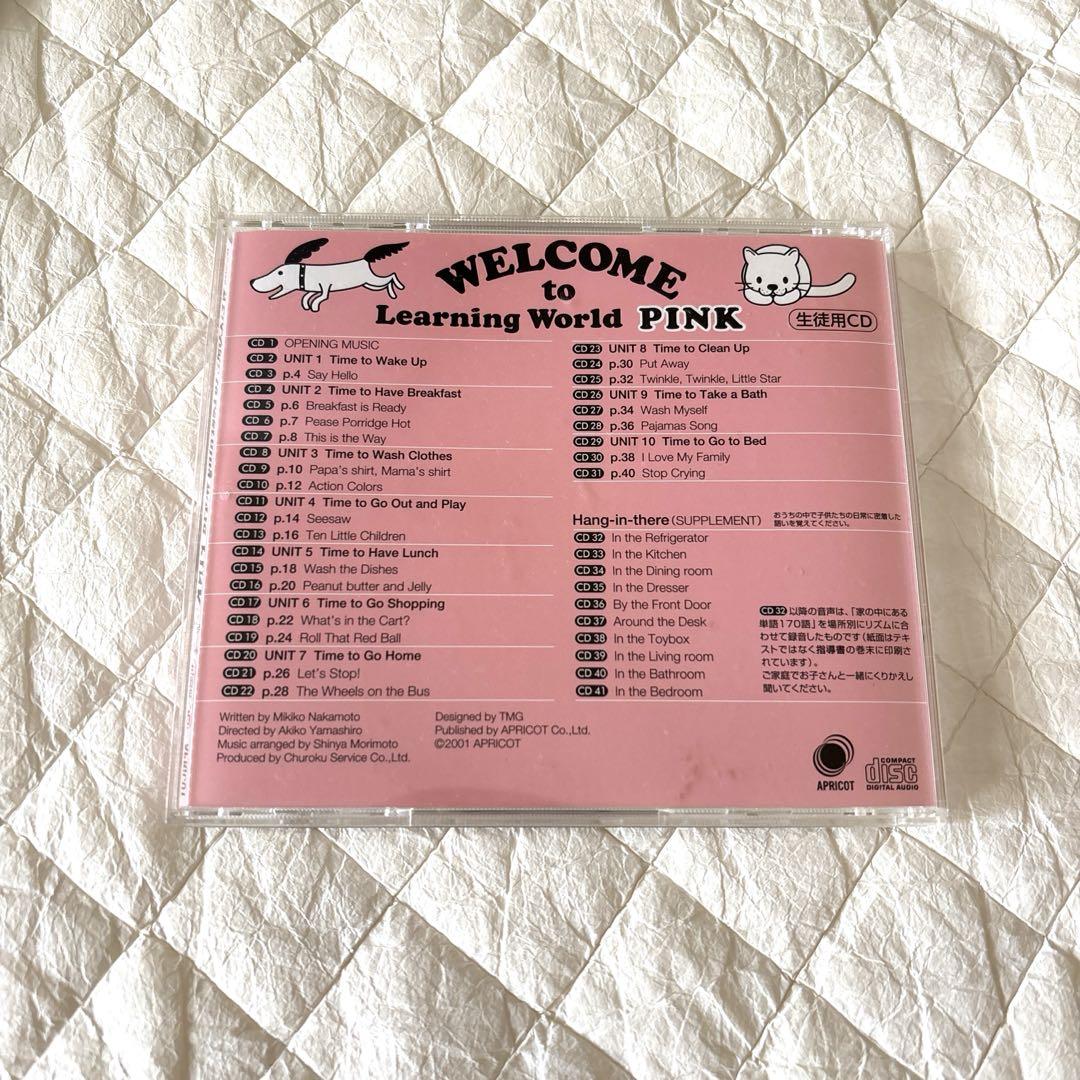 WELCOME
to
Learning World PINK
生徒用CD
CD 1 OPENING MUSIC
CD 2 UNIT 1 Time to Wake Up
CD 3 p.4 Say Hello
CD 4 UNIT 2 Time to Have Breakfast
CD 5 p.6 Breakfast is Ready
CD 6 p.7 Pease Porridge Hot
CD 7 p.8 This is the Way
CD 8 UNIT 3 Time to Wash Clothes
CD 9 p.10 Papa's shirt, Mama's shirt
CD 10 p.12 Action Colors
CD 11 UNIT 4 Time to Go Out and Play
CD 12 p.14 Seesaw
CD 13 p.16 Ten Little Children
CD 14 UNIT 5 Time to Have Lunch
CD 15 p.18 Wash the Dishes
CD 16 p.20 Peanut butter and Jelly
CD 17 UNIT 6 Time to Go Shopping
CD 18 p.22 What's in the Cart?
CD 19 p.24 Roll That Red Ball
CD 20 UNIT 7 Time to Go Home
CD 21 p.26 Let's Stop!
CD 22 p.28 The Wheels on the Bus
CD 23 UNIT 8 Time to Clean Up
CD 24 p.30 Put Away
CD 25 p.32 Twinkle, Twinkle, Little Star
CD 26 UNIT 9 Time to Take a Bath
CD 27 p.34 Wash Myself
CD 28 p.36 Pajamas Song
CD 29 UNIT 10 Time to Go to Bed
CD 30 p.38 I Love My Family
CD 31 p.40 Stop Crying
Hang-in-there (SUPPLEMENT)
おうちの中で子供たちの日常に密着した
語いを覚えてください。
CD 32 In the Refrigerator
CD 33 In the Kitchen
CD 34 In the Dining room
CD 35 In the Dresser
CD 36 By the Front Door
CD 37 Around the Desk
CD 38 In the Toybox
CD 39 In the Living room
CD 40 In the Bathroom
CD 41 In the Bedroom
CD 32 以降の音声は、「家の中にある
単語170語」を場所別にリズムに合
わせて録音したものです(紙面はテキ
ストではなく指導書の巻末に印刷さ
れています)。
ご家庭でお子さんと一緒にくりかえし
聞いてください。
Written by Mikiko Nakamoto
Directed by Akiko Yamashiro
Music arranged by Shinya Morimoto
Produced by Churoku Service Co.,Ltd.
Designed by TMG
Published by APRICOT Co.,Ltd.
©2001 APRICOT
APRICOT
COMPACT
disc
DIGITAL AUDIO